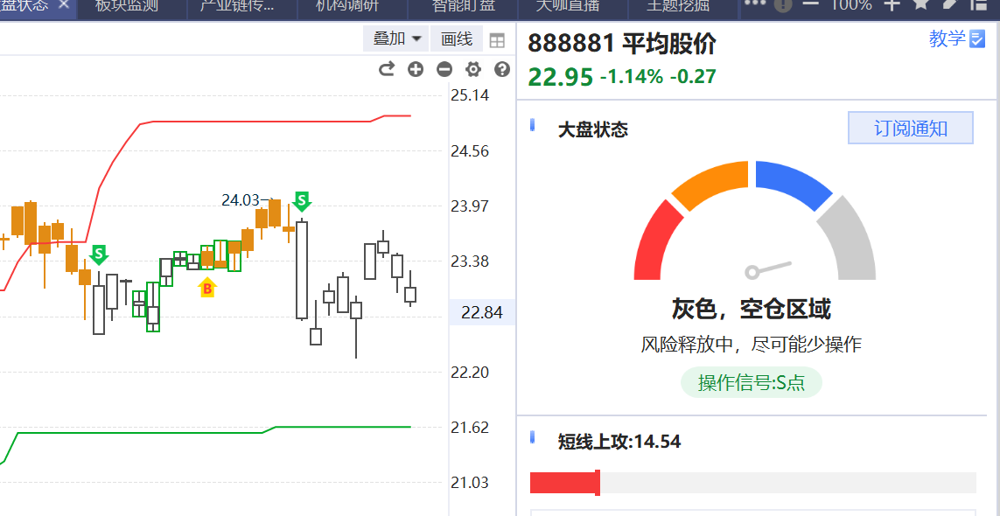 盘状态 ✕ 板块监测 产业链传... 机构调研 智能盯盘 大咖直播 主题挖掘 ••• — 100% +
叠加 画线
888881 平均股价 教学
22.95 -1.14% -0.27
25.14
大盘状态 订阅通知
24.56
24.03
S
23.97
S
23.38
B
22.84
灰色，空仓区域
风险释放中，尽可能少操作
22.20
操作信号:S点
21.62
短线上攻:14.54
21.03